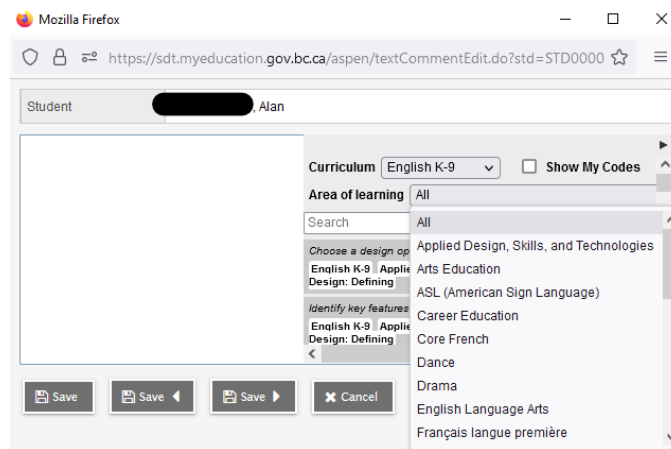 Mozilla Firefox
https://sdt.myeducation.gov.bc.ca/aspen/textCommentEdit.do?std=STD0000
Student , Alan
Curriculum English K-9 Show My Codes
Area of learning All
Search
All
Applied Design, Skills, and Technologies
Arts Education
ASL (American Sign Language)
Career Education
Core French
Dance
Drama
English Language Arts
Français langue première
Choose a design op
English K-9 Applie
Design: Defining
Identify key features
English K-9 Applie
Design: Defining
Save Save Save Cancel